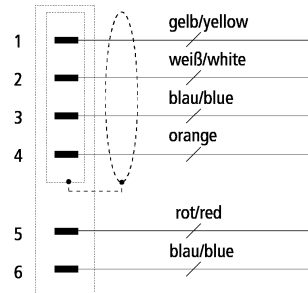 1 gelb/yellow
2 weiß/white
3 blau/blue
4 orange
5 rot/red
6 blau/blue